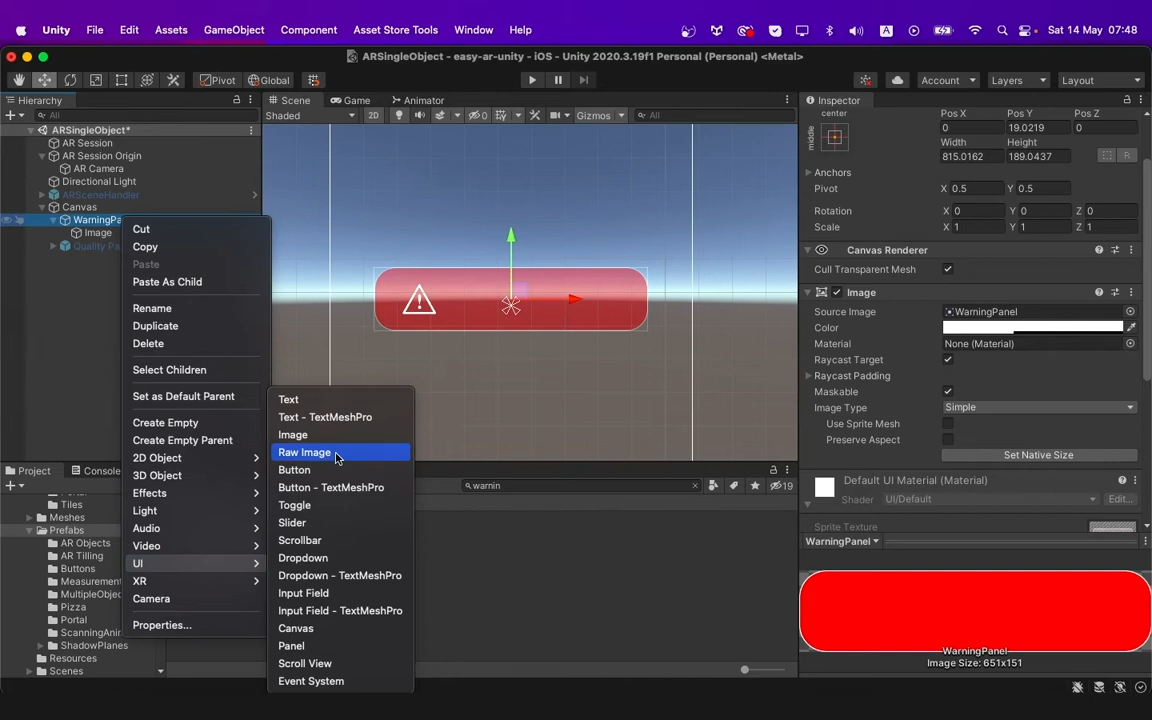 Unity File Edit Assets GameObject Component Asset Store Tools Window Help A Sat 14 May 07:48
ARSingleObject - easy-ar-unity - iOS - Unity 2020.3.19f1 Personal (Personal) <Metal>
Pivot Global Account Layers Layout
Hierarchy Scene Game Animator Inspector
All Shaded 2D 0 Gizmos All
center Pos X Pos Y Pos Z
ARSingleObject* 0 19.0219 0
AR Session middle Width Height
AR Session Origin 815.0162 189.0437 R
AR Camera Anchors
Directional Light Pivot X 0.5 Y 0.5
ARSceneHandler
Canvas Rotation X 0 Y 0 Z 0
WarningPa Scale X 1 Y 1 Z 1
Image
Quality Pa Canvas Renderer
Cull Transparent Mesh
Image
Source Image WarningPanel
Color
Material None (Material)
Raycast Target
Raycast Padding
Maskable
Image Type Simple
Use Sprite Mesh
Preserve Aspect
Set Native Size
Default UI Material (Material)
Shader UI/Default Edit...
Sprite Texture
WarningPanel
WarningPanel
Image Size: 651x151
Cut
Copy
Paste
Paste As Child
Rename
Duplicate
Delete
Select Children
Set as Default Parent
Create Empty
Create Empty Parent
2D Object
3D Object
Effects
Light
Audio
Video
UI
XR
Camera
Properties...
Text
Text - TextMeshPro
Image
Raw Image
Button
Button - TextMeshPro
Toggle
Slider
Scrollbar
Dropdown
Dropdown - TextMeshPro
Input Field
Input Field - TextMeshPro
Canvas
Panel
Scroll View
Event System
Project Console
warnin 19
Tiles
Meshes
Prefabs
AR Objects
AR Tilling
Buttons
Measuremen
MultipleObjec
Pizza
Portal
ScanningAnir
ShadowPlanes
Resources
Scenes